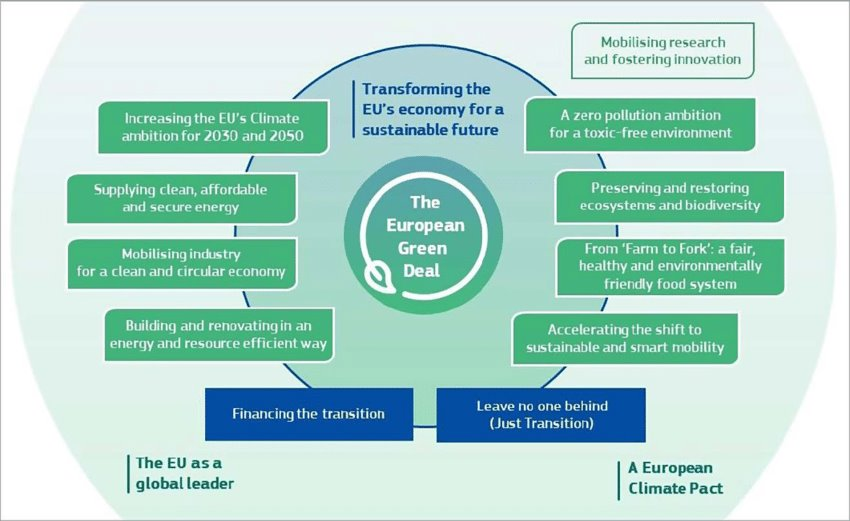 Mobilising research
and fostering innovation
Transforming the
EU's economy for a
sustainable future
Increasing the EU's Climate
ambition for 2030 and 2050
A zero pollution ambition
for a toxic-free environment
Supplying clean, affordable
and secure energy
Preserving and restoring
ecosystems and biodiversity
The
European
Green
Deal
Mobilising industry
for a clean and circular economy
From 'Farm to Fork': a fair,
healthy and environmentally
friendly food system
Building and renovating in an
energy and resource efficient way
Accelerating the shift to
sustainable and smart mobility
Financing the transition
Leave no one behind
(Just Transition)
The EU as a
global leader
A European
Climate Pact